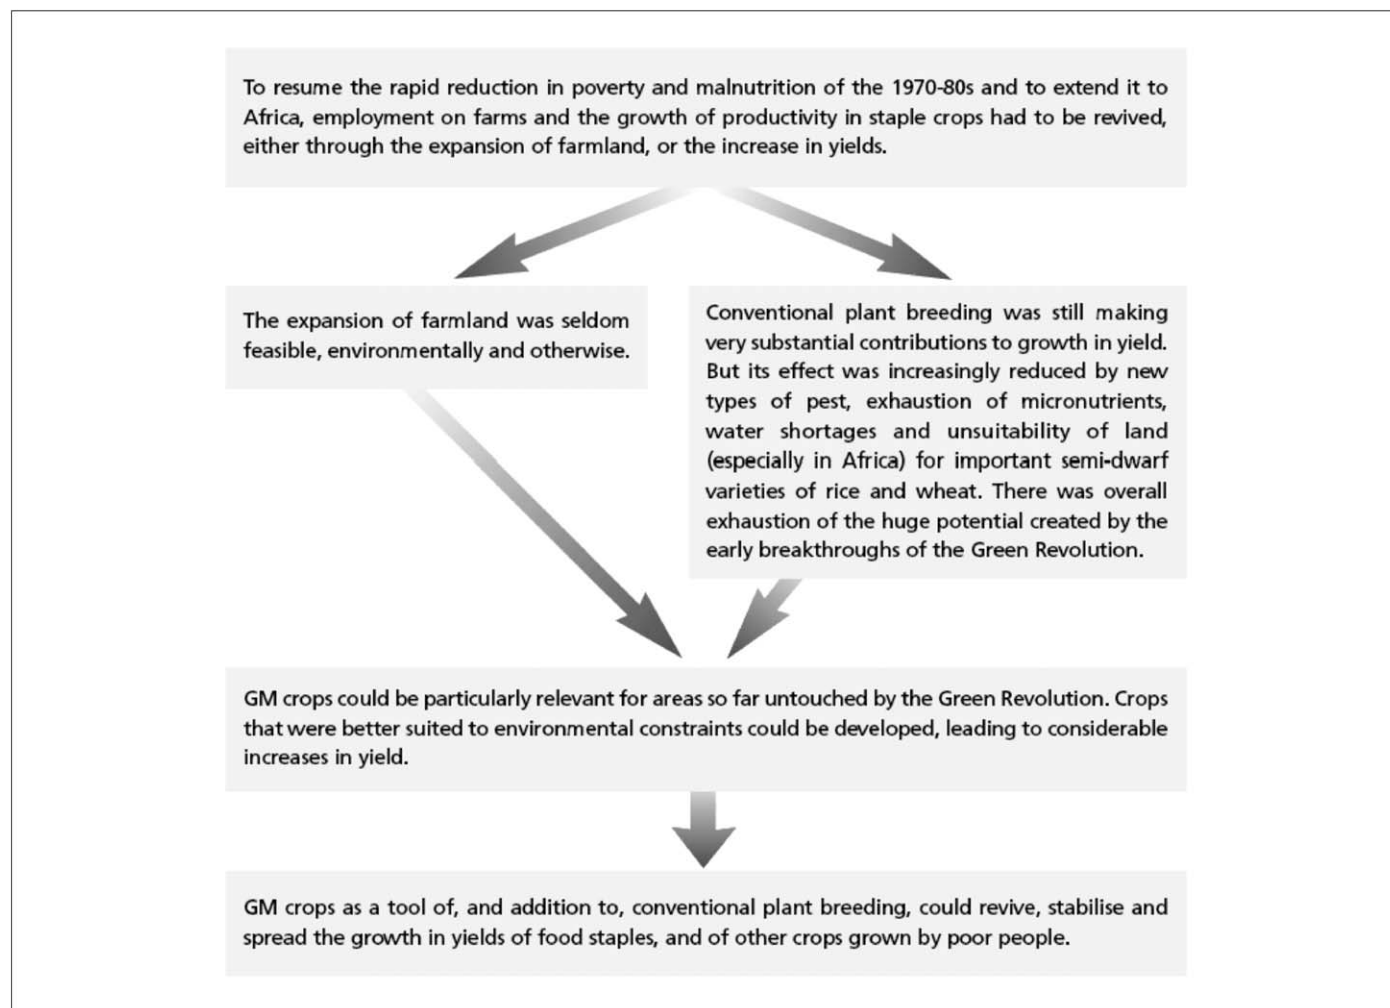 To resume the rapid reduction in poverty and malnutrition of the 1970-80s and to extend it to
Africa, employment on farms and the growth of productivity in staple crops had to be revived,
either through the expansion of farmland, or the increase in yields.
The expansion of farmland was seldom
feasible, environmentally and otherwise.
Conventional plant breeding was still making
very substantial contributions to growth in yield.
But its effect was increasingly reduced by new
types of pest, exhaustion of micronutrients,
water shortages and unsuitability of land
(especially in Africa) for important semi-dwarf
varieties of rice and wheat. There was overall
exhaustion of the huge potential created by the
early breakthroughs of the Green Revolution.
GM crops could be particularly relevant for areas so far untouched by the Green Revolution. Crops
that were better suited to environmental constraints could be developed, leading to considerable
increases in yield.
GM crops as a tool of, and addition to, conventional plant breeding, could revive, stabilise and
spread the growth in yields of food staples, and of other crops grown by poor people.